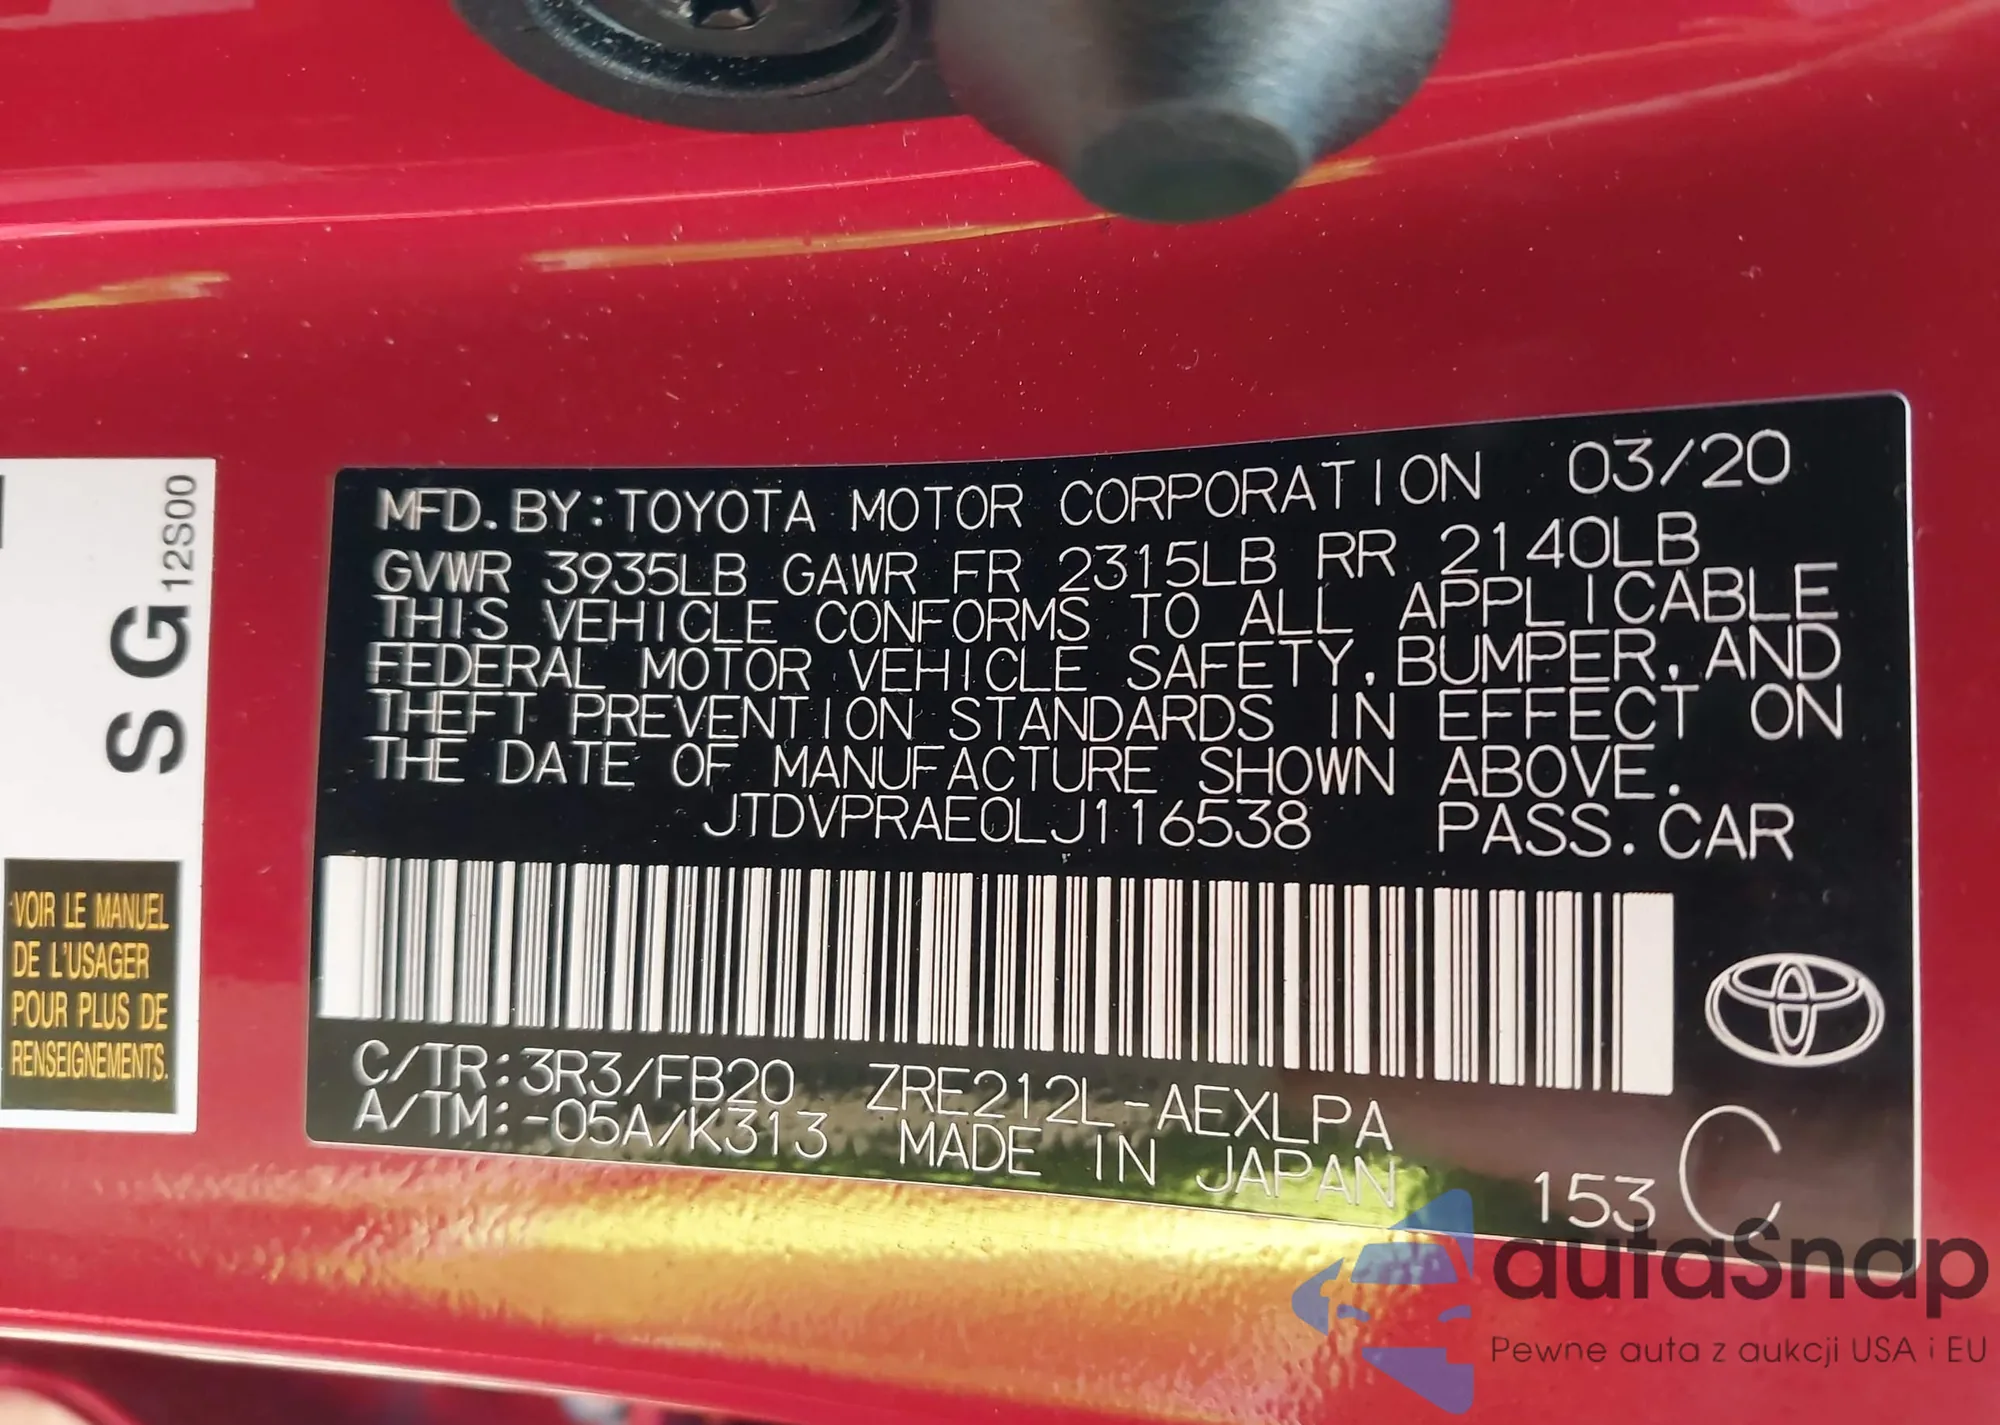 MFD. BY: TOYOTA MOTOR CORPORATION 03/20
GVWR 3935LB GAWR FR 2315LB RR 2140LB
THIS VEHICLE CONFORMS TO ALL APPLICABLE
FEDERAL MOTOR VEHICLE SAFETY, BUMPER, AND
THEFT PREVENTION STANDARDS IN EFFECT ON
THE DATE OF MANUFACTURE SHOWN ABOVE.
JTDVPRAE0LJ116538 PASS. CAR
C/TR: 3R3/FB20 ZRE212L-AEXLPA
A/TM: -05A/K313 MADE IN JAPAN
153 C
SG 12S00
VOIR LE MANUEL
DE L'USAGER
POUR PLUS DE
RENSEIGNEMENTS.
autaSnap
Pewne auta z aukcji USA i EU